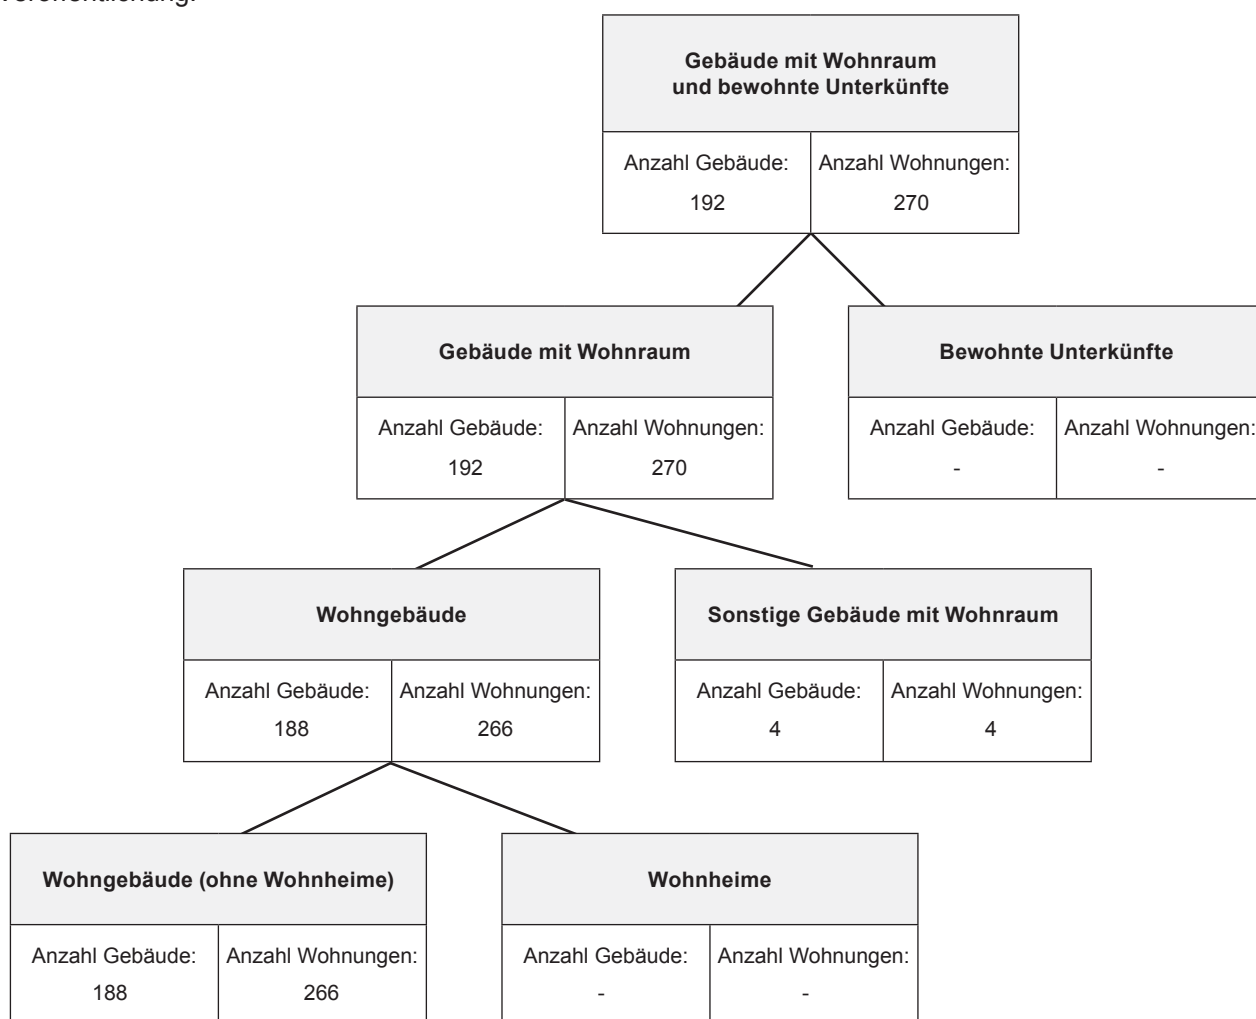 Veröffentlichung.
Gebäude mit Wohnraum
und bewohnte Unterkünfte
Anzahl Gebäude: Anzahl Wohnungen:
192 270
Gebäude mit Wohnraum
Anzahl Gebäude: Anzahl Wohnungen:
192 270
Bewohnte Unterkünfte
Anzahl Gebäude: Anzahl Wohnungen:
- -
Wohngebäude
Anzahl Gebäude: Anzahl Wohnungen:
188 266
Sonstige Gebäude mit Wohnraum
Anzahl Gebäude: Anzahl Wohnungen:
4 4
Wohngebäude (ohne Wohnheime)
Anzahl Gebäude: Anzahl Wohnungen:
188 266
Wohnheime
Anzahl Gebäude: Anzahl Wohnungen:
- -